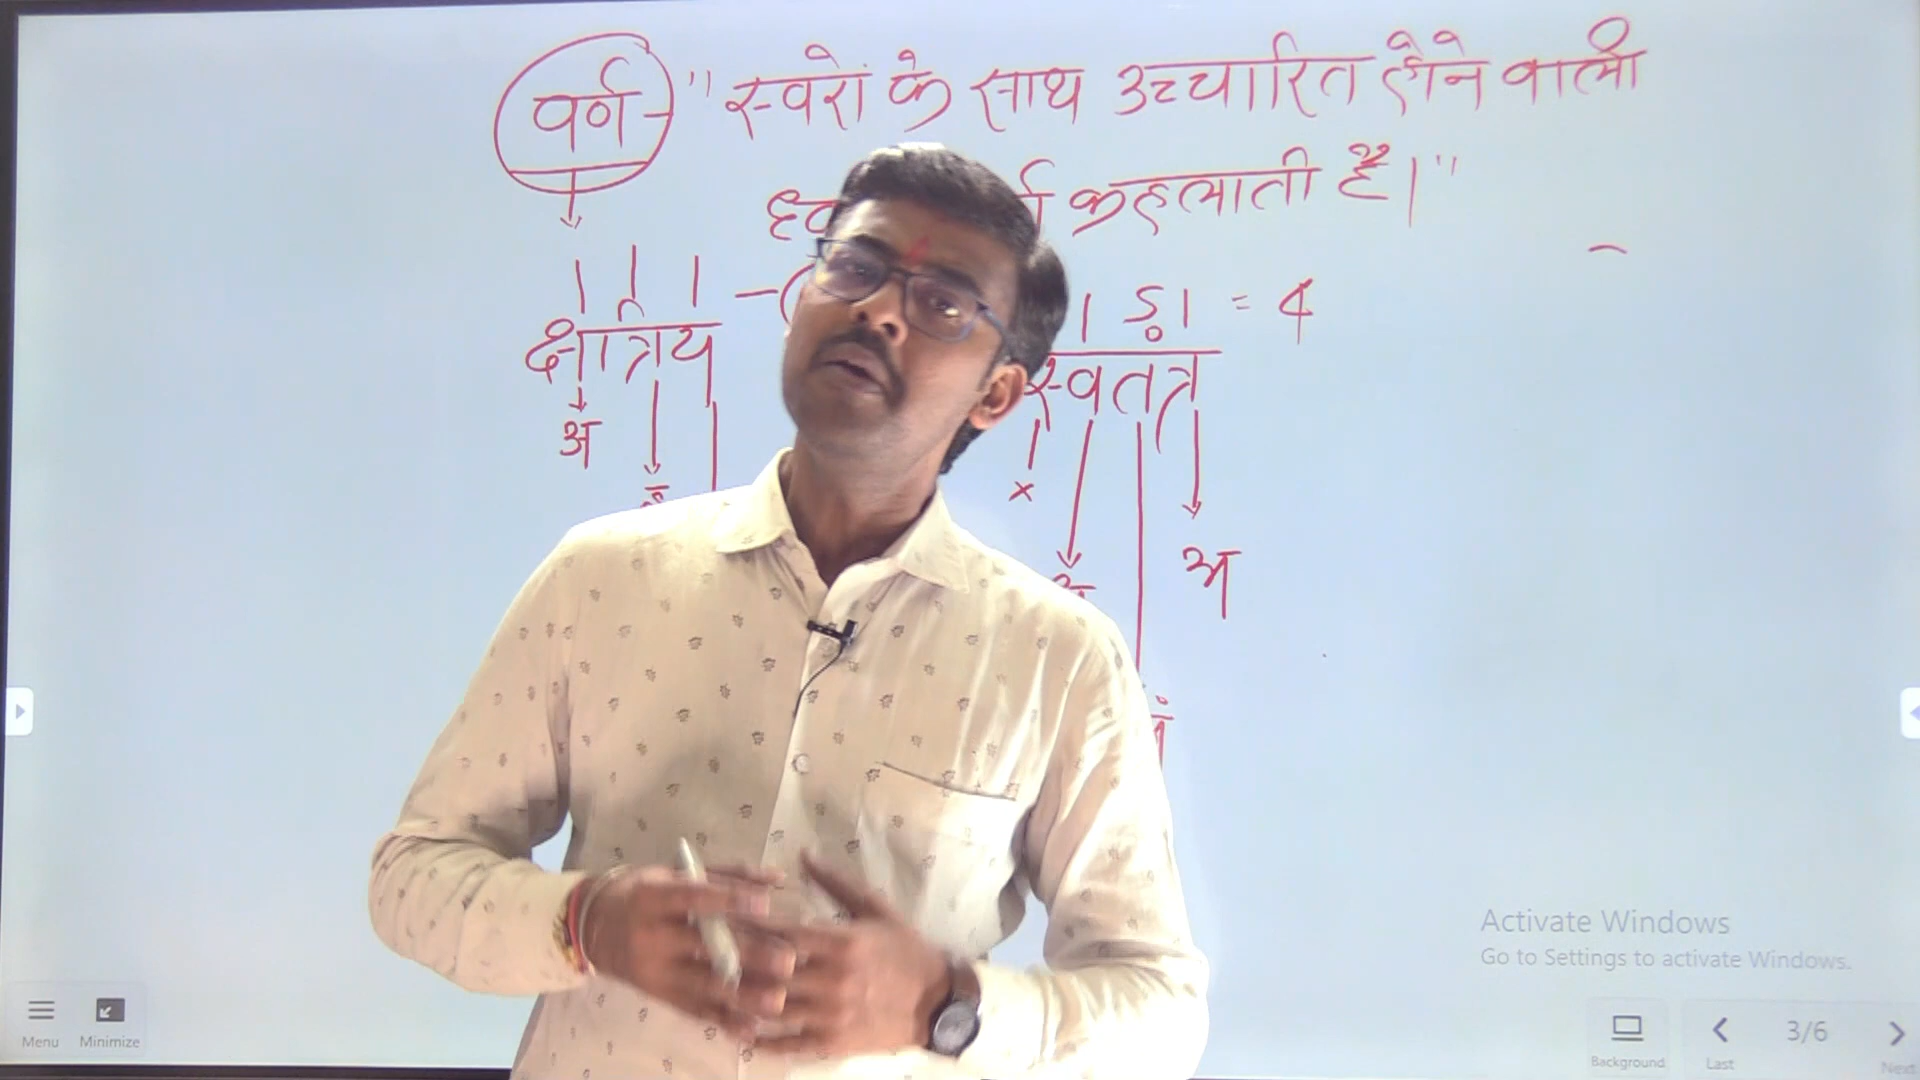 वर्ण - "स्वरों के साथ उच्चारित होने वाली
कहलाती है।"
। । । -(
। ऽ । = 4
क्षत्रिय
स्वतंत्र
अ
×
अ
Activate Windows
Go to Settings to activate Windows.
Menu
Minimize
Background
Last
3/6
Next